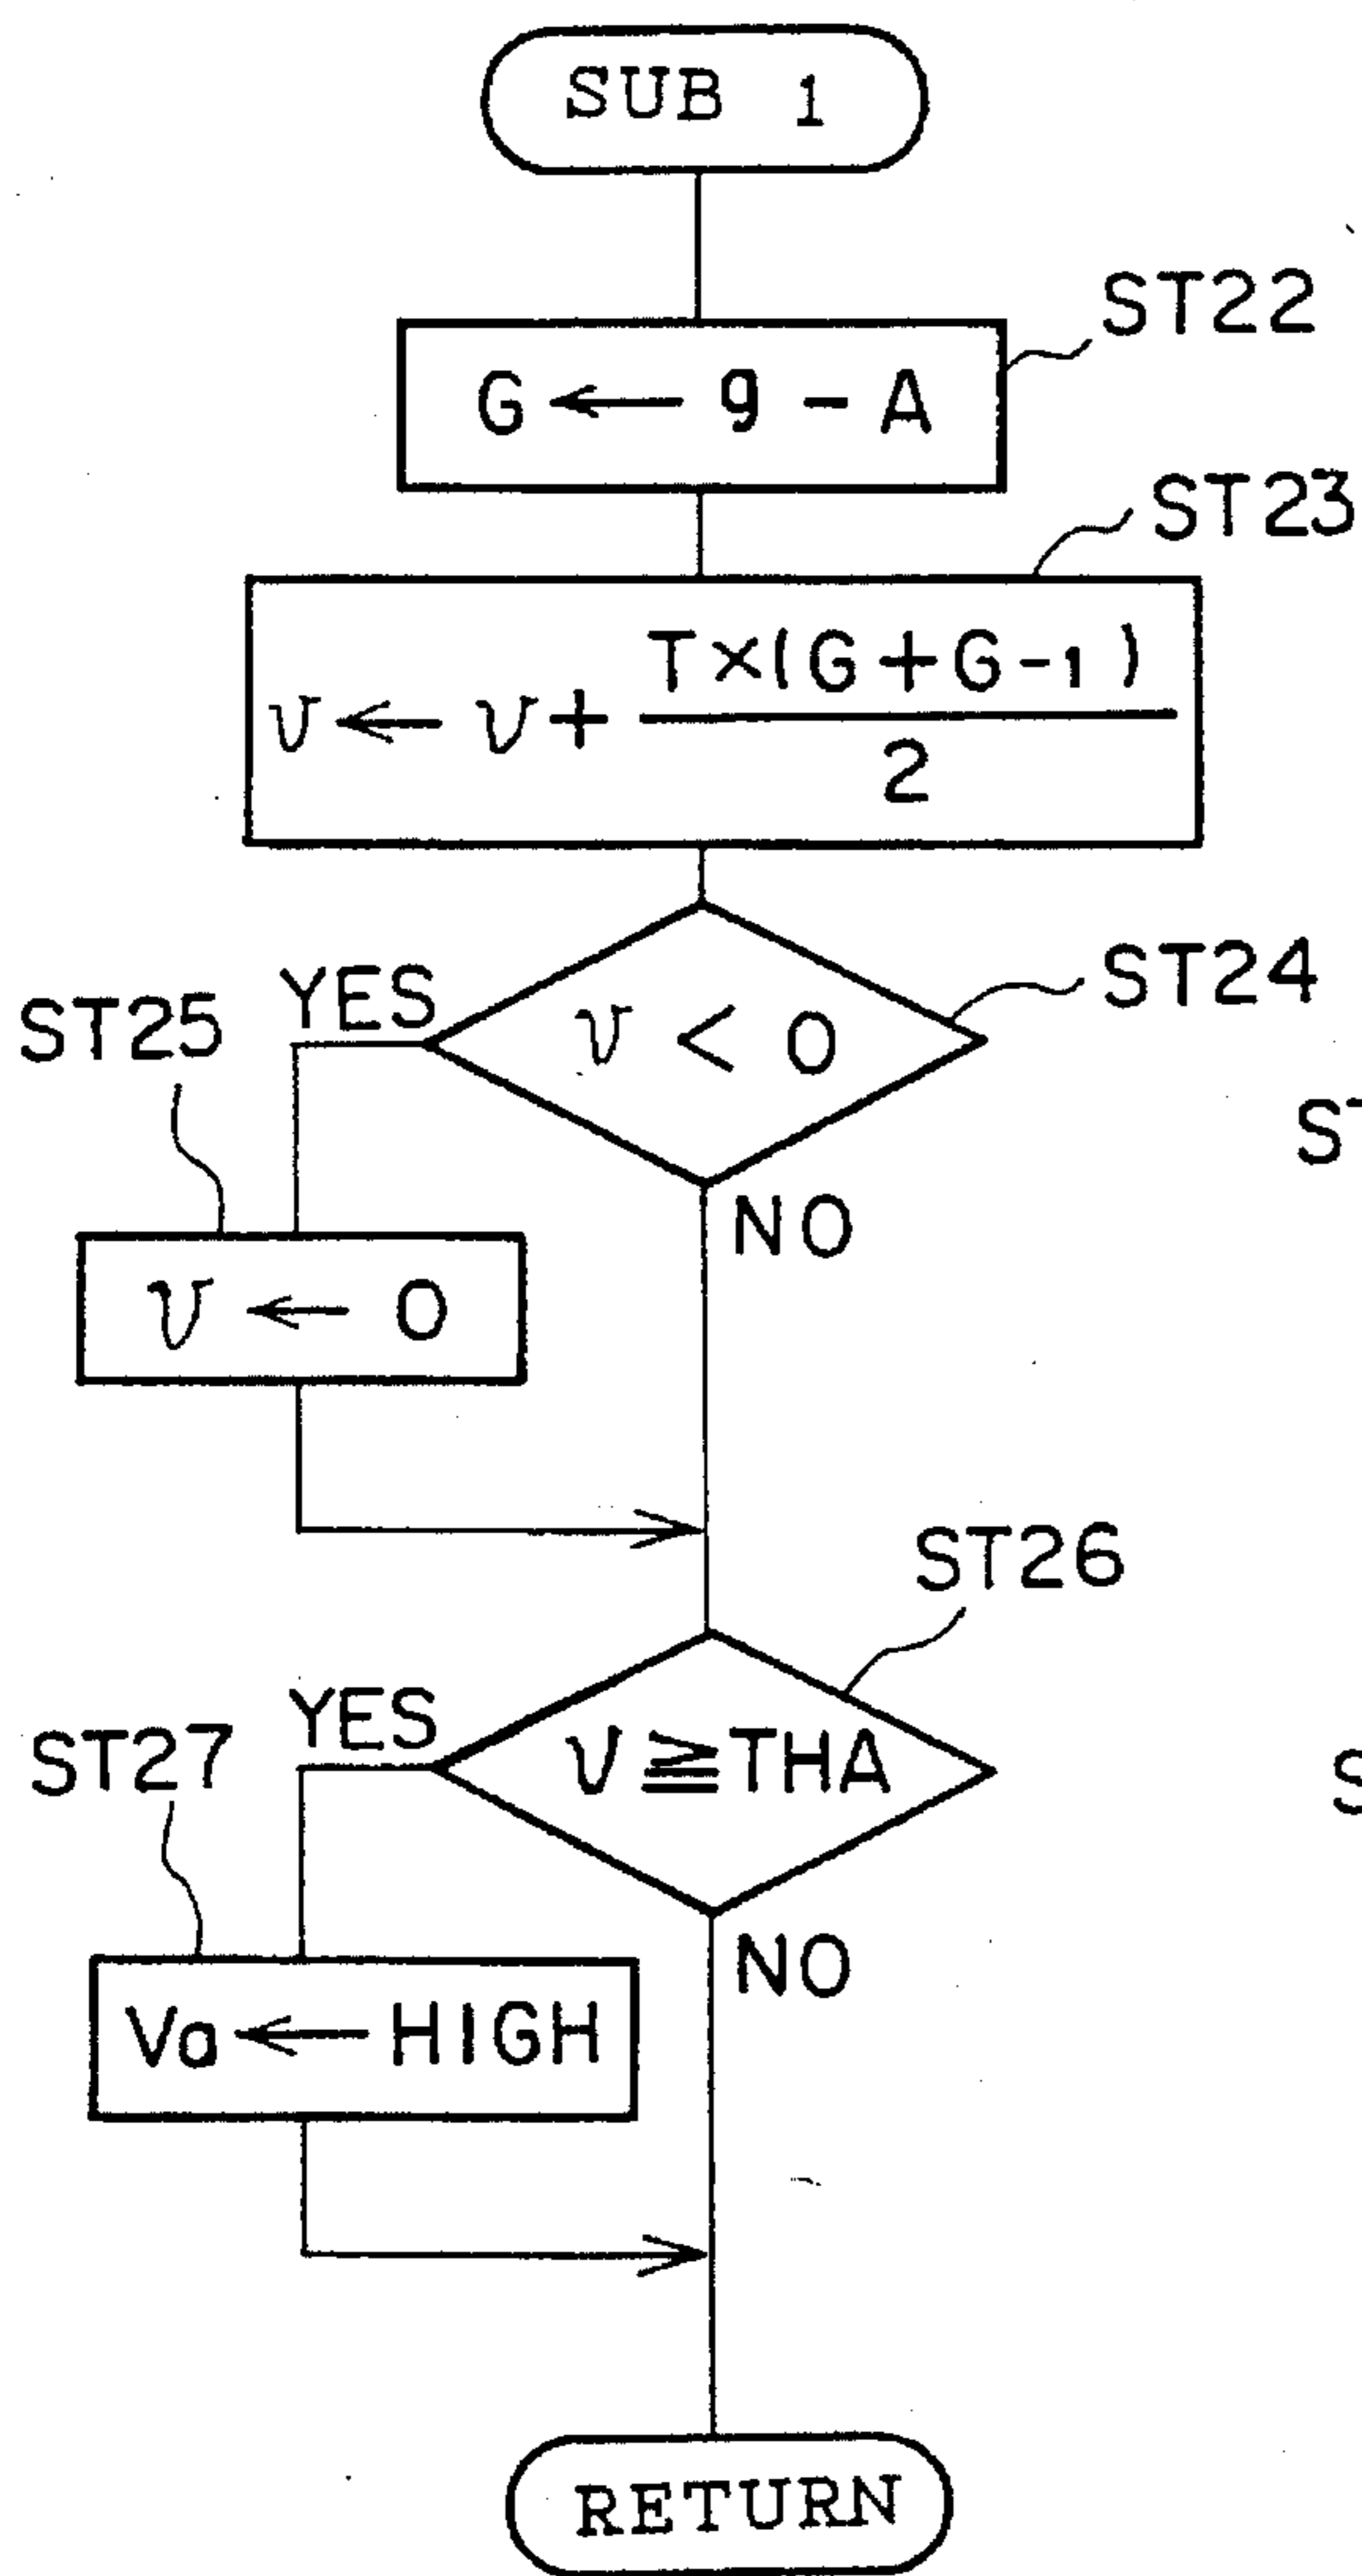 SUB 1
ST22
G ← g - A
ST23
T×(G+G-1)
v ← v +
2
ST24
YES
v < 0
ST25
NO
v ← 0
ST26
YES
v ≧ THA
ST27
NO
Va ← HIGH
RETURN